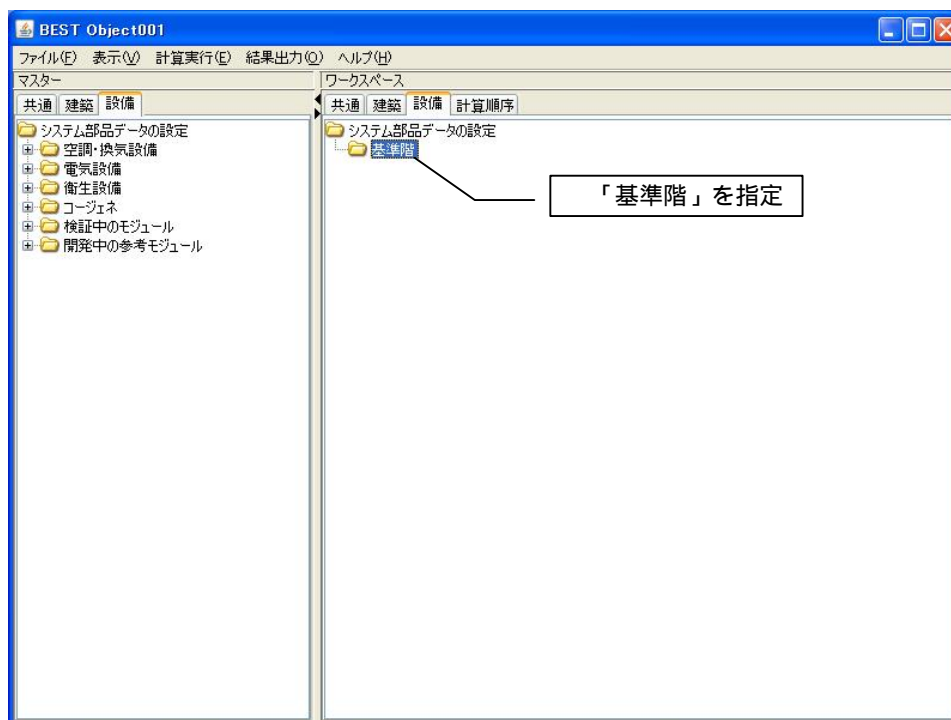 BEST Object001
ファイル(F) 表示(V) 計算実行(E) 結果出力(O) ヘルプ(H)
マスター
共通 建築 設備
システム部品データの設定
空調・換気設備
電気設備
衛生設備
コージェネ
検証中のモジュール
開発中の参考モジュール
ワークスペース
共通 建築 設備 計算順序
システム部品データの設定
基準階
「基準階」を指定